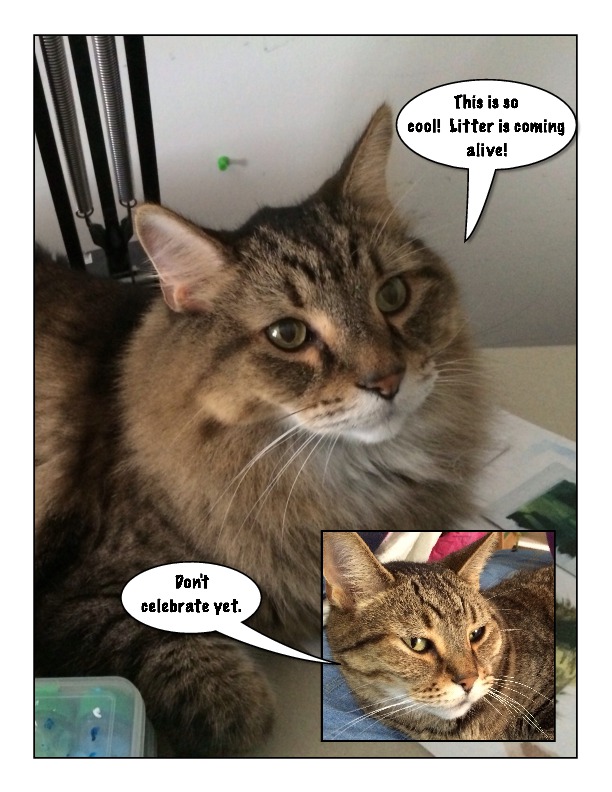 This is so
cool! Litter is coming
alive!
Don't
celebrate yet.